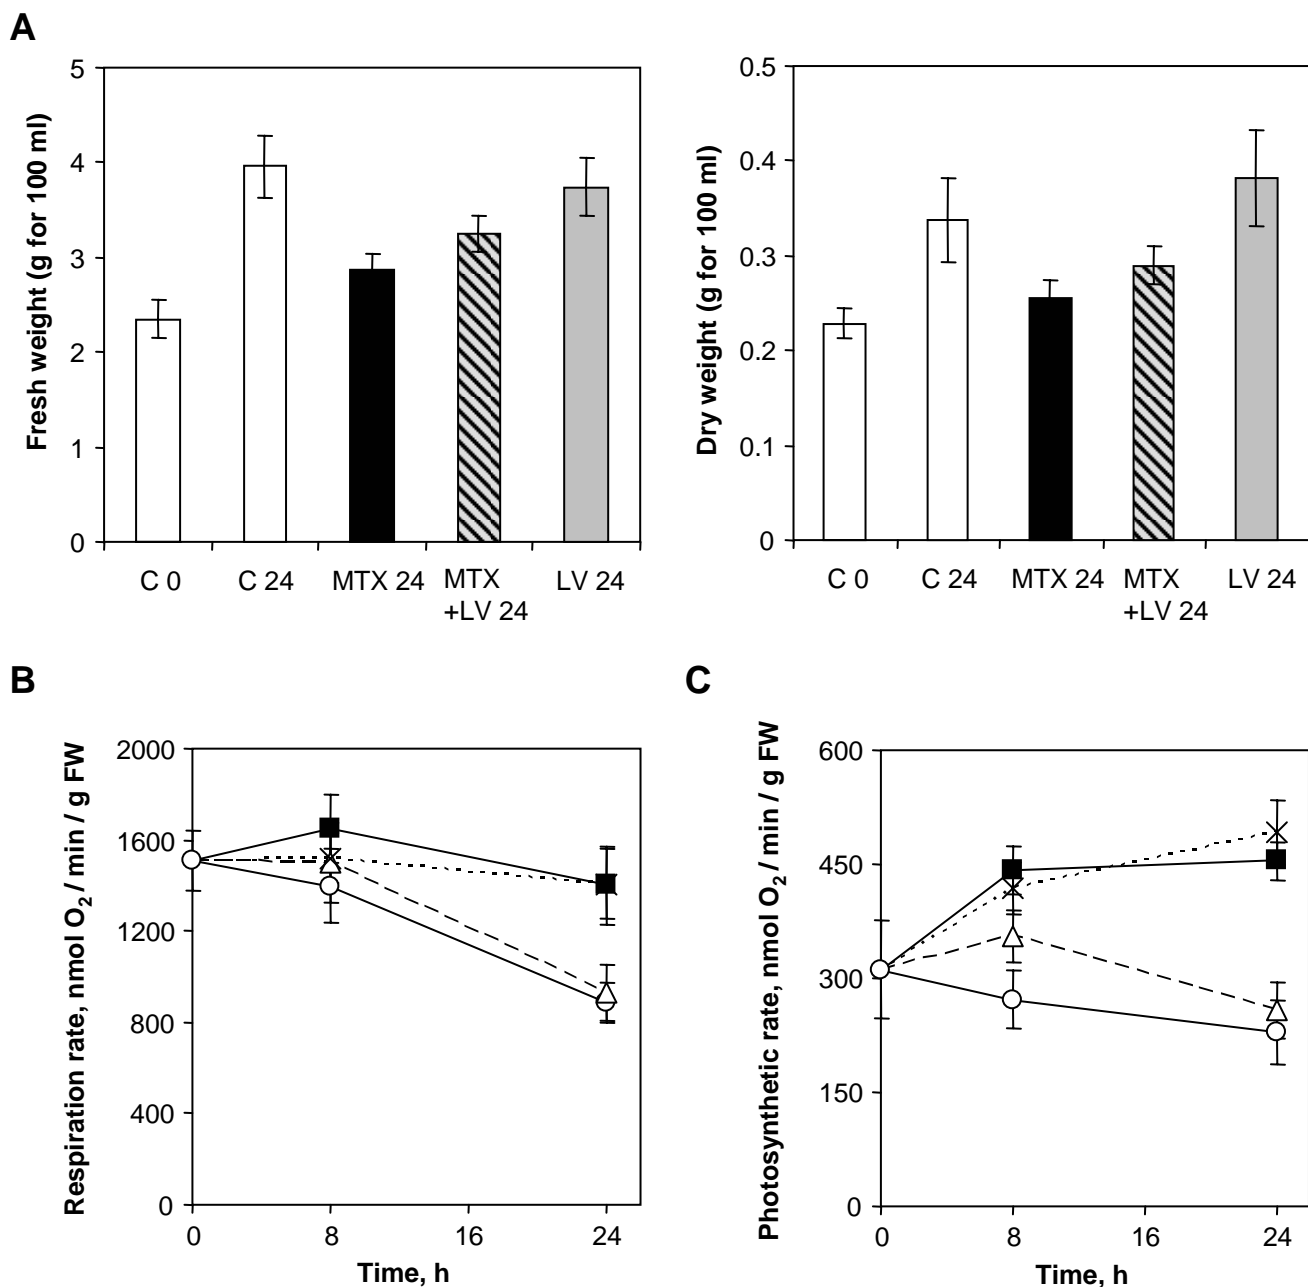 A
Fresh weight (g for 100 ml)
5
4
3
2
1
0
C 0
C 24
MTX 24
MTX
+LV 24
LV 24
Dry weight (g for 100 ml)
0.5
0.4
0.3
0.2
0.1
0
C 0
C 24
MTX 24
MTX
+LV 24
LV 24
B
Respiration rate, nmol O₂ / min / g FW
2000
1600
1200
800
400
0
0
8
16
24
Time, h
C
Photosynthetic rate, nmol O₂ / min / g FW
600
450
300
150
0
0
8
16
24
Time, h